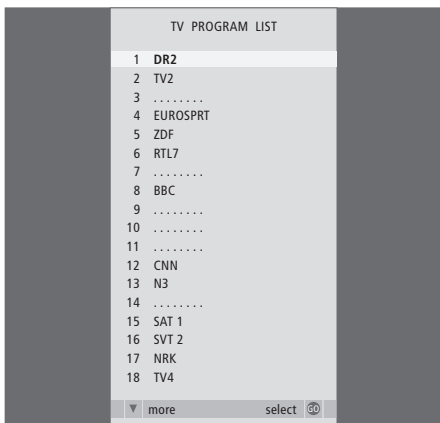 TV PROGRAM LIST
1 DR2
2 TV2
3 ........
4 EUROSPRT
5 ZDF
6 RTL7
7 ........
8 BBC
9 ........
10 ........
11 ........
12 CNN
13 N3
14 ........
15 SAT 1
16 SVT 2
17 NRK
18 TV4
▼ more select GO